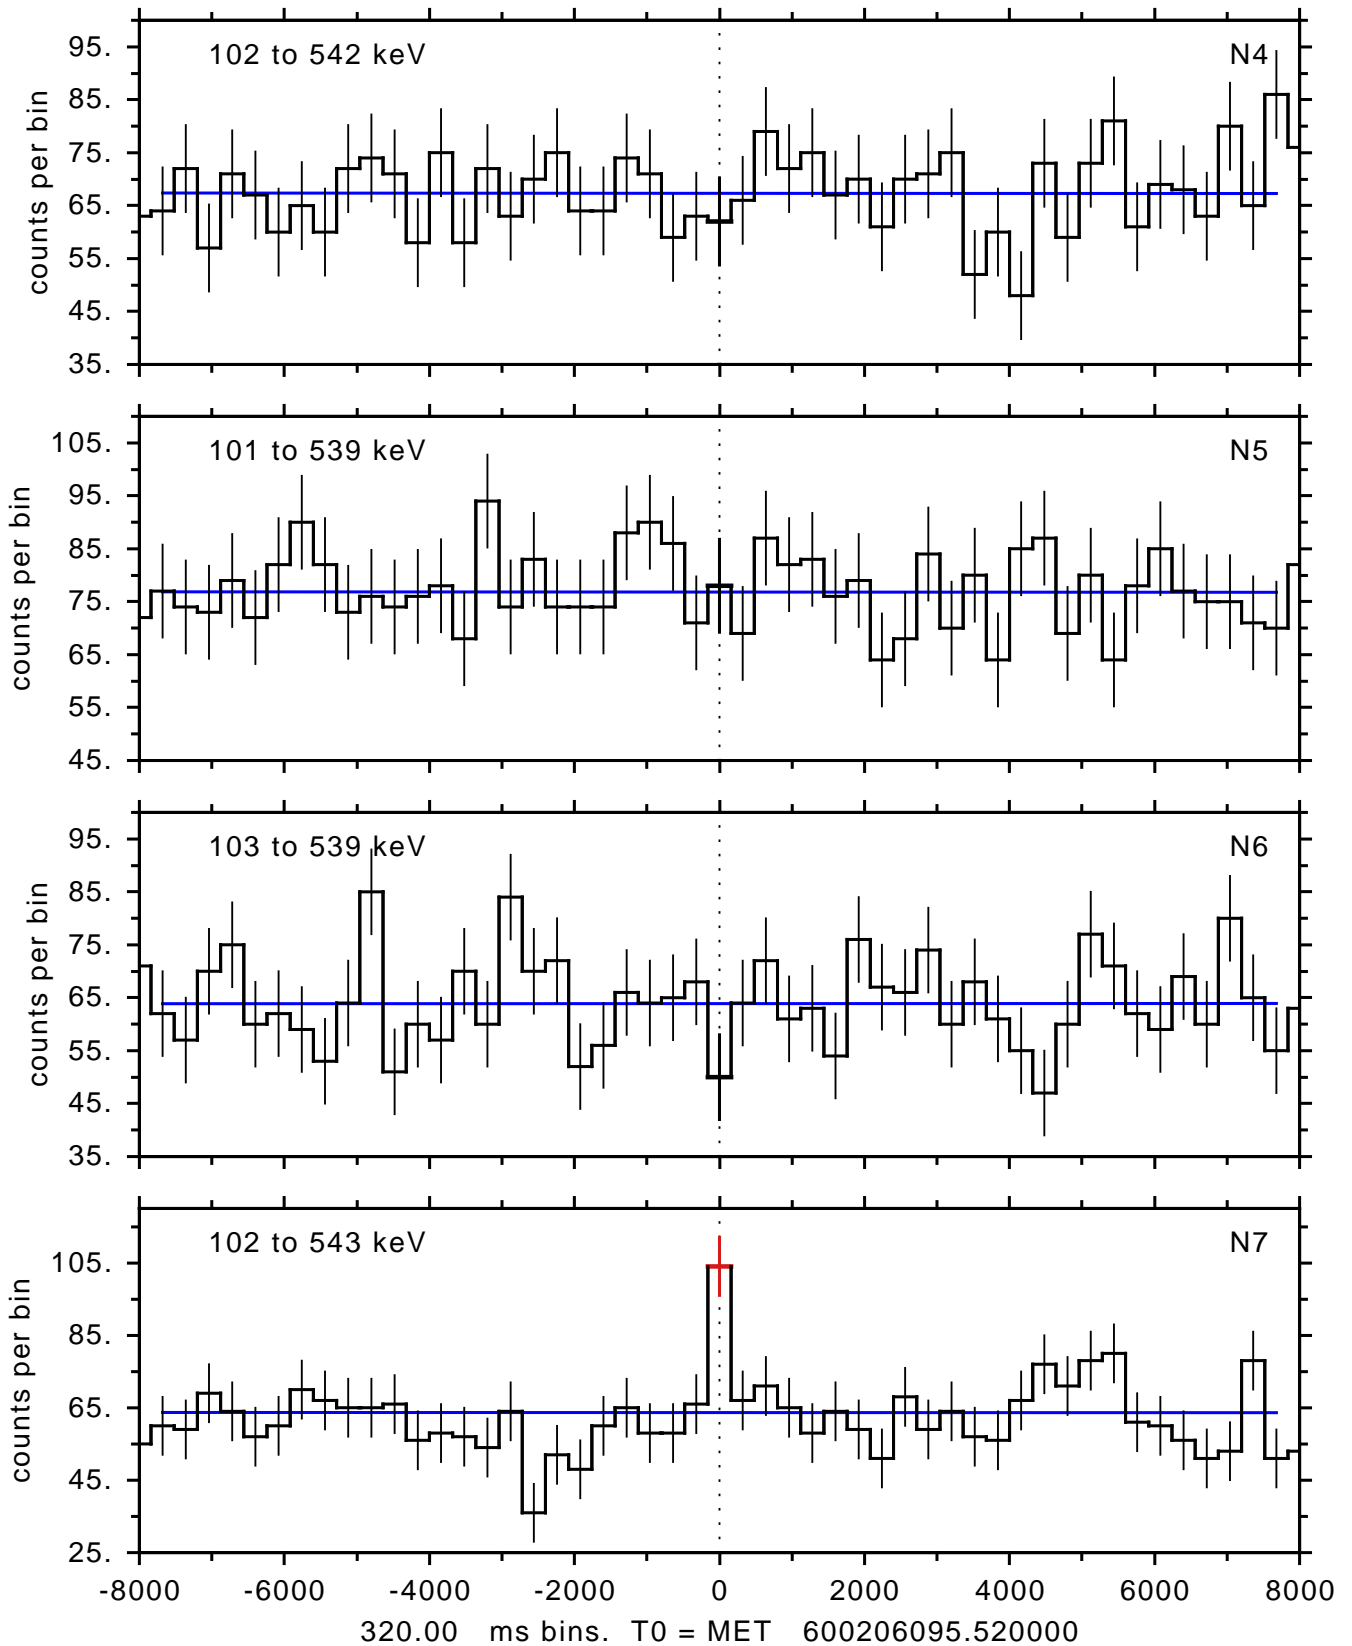 102 to 542 keV N4
95.
85.
75.
65.
55.
45.
35.
counts per bin
101 to 539 keV N5
105.
95.
85.
75.
65.
55.
45.
counts per bin
103 to 539 keV N6
95.
85.
75.
65.
55.
45.
35.
counts per bin
102 to 543 keV N7
105.
85.
65.
45.
25.
counts per bin
-8000 -6000 -4000 -2000 0 2000 4000 6000 8000
320.00 ms bins. T0 = MET 600206095.520000